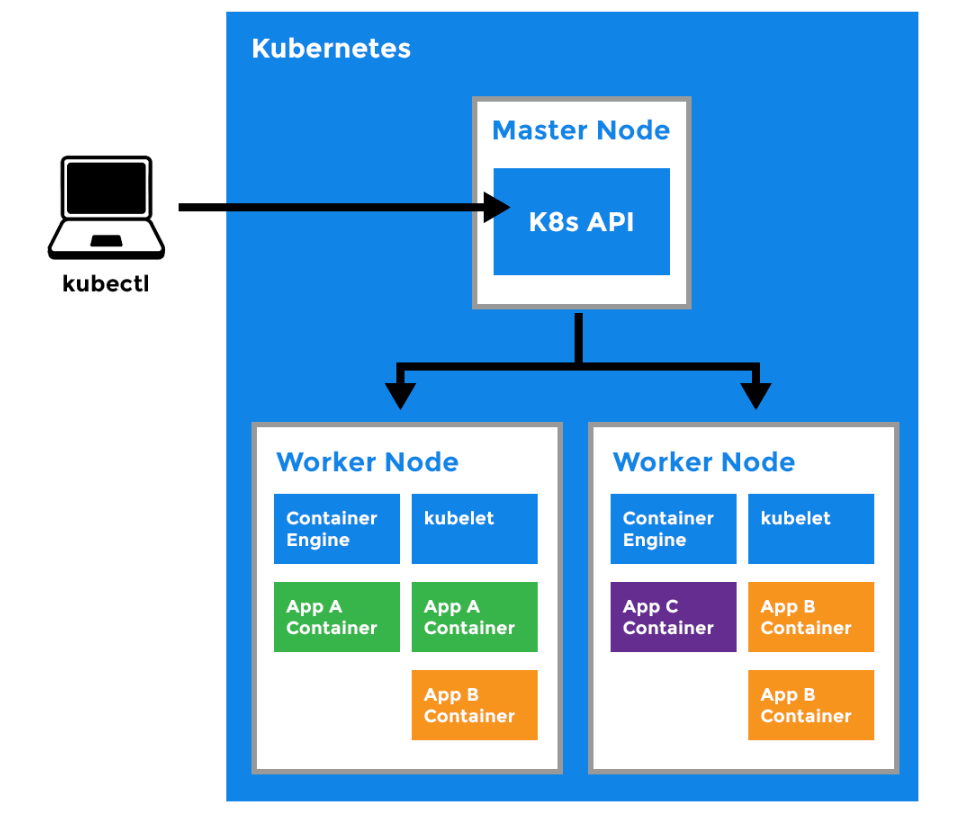 Kubernetes
Master Node
K8s API
kubectl
Worker Node
Container
Engine
kubelet
App A
Container
App A
Container
App B
Container
Worker Node
Container
Engine
kubelet
App C
Container
App B
Container
App B
Container